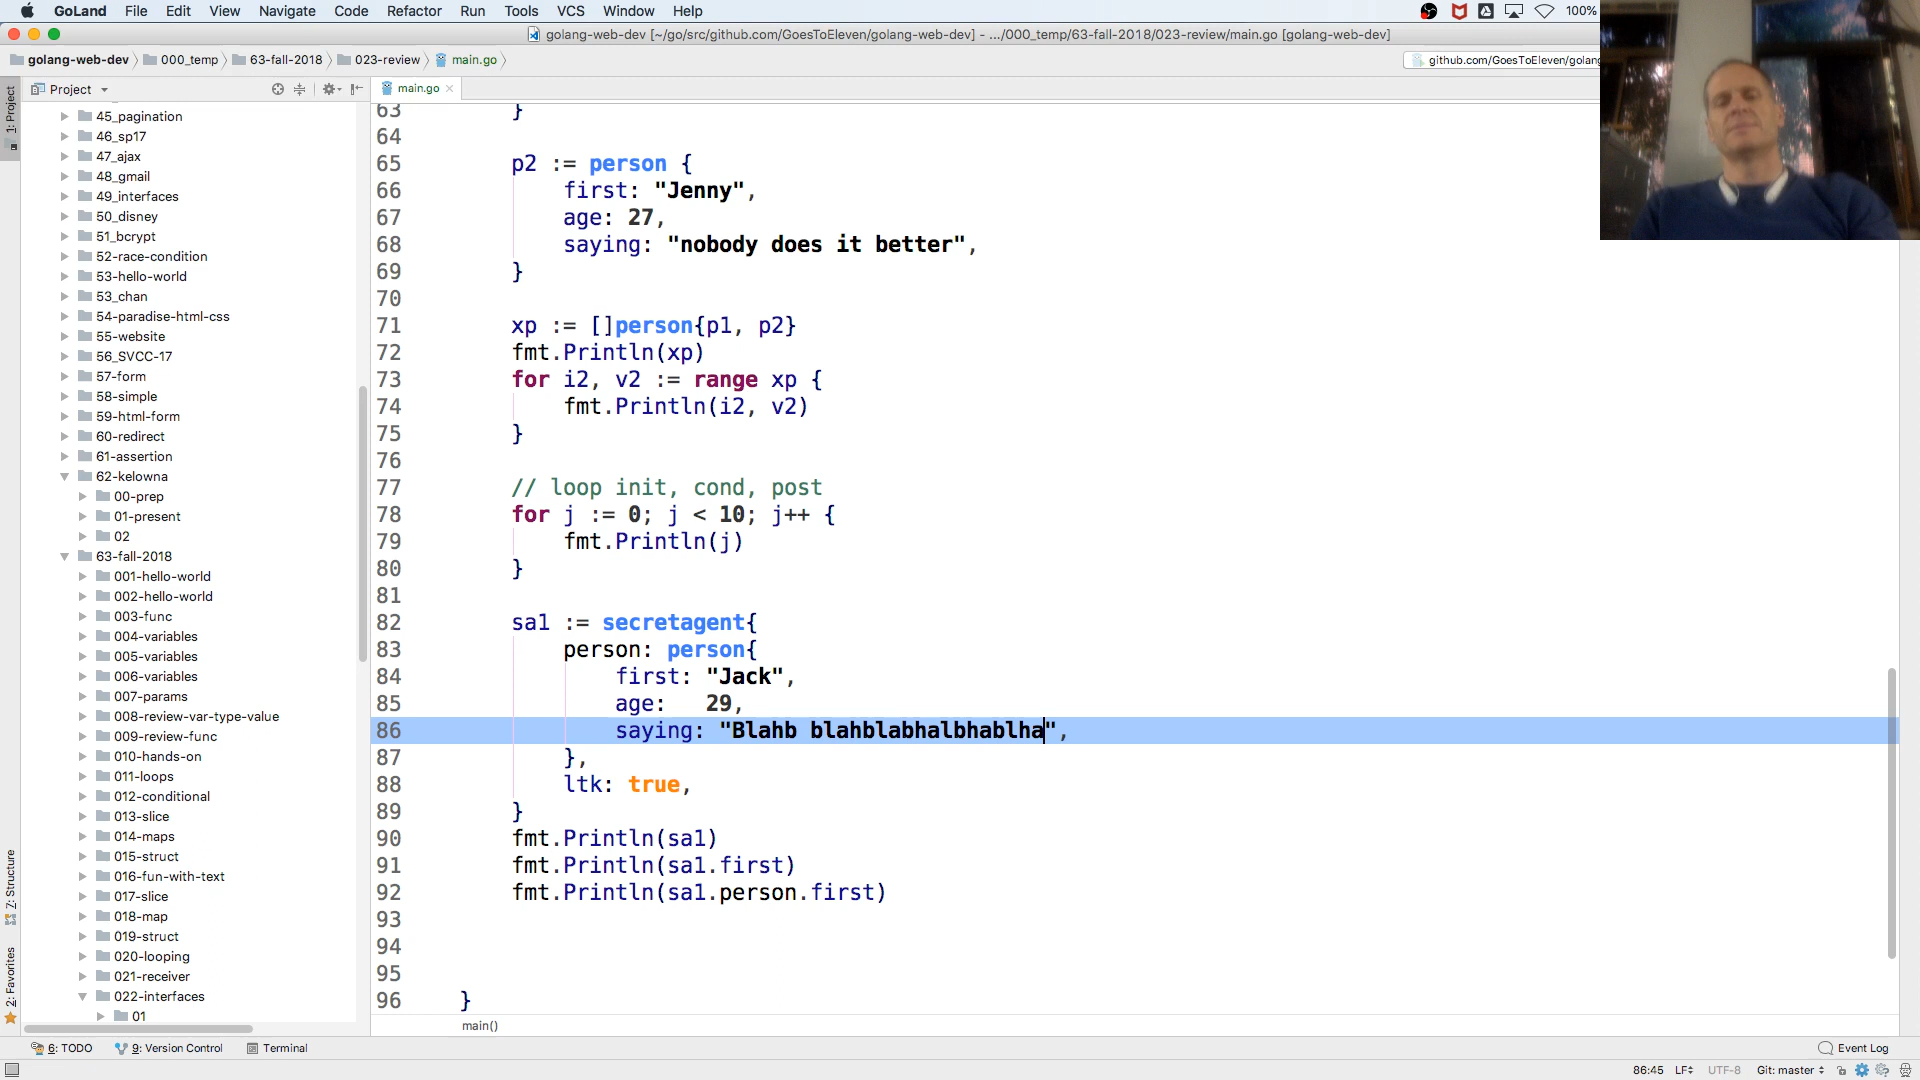 GoLand File Edit View Navigate Code Refactor Run Tools VCS Window Help 100%
golang-web-dev [~/go/src/github.com/GoesToEleven/golang-web-dev] - .../000_temp/63-fall-2018/023-review/main.go [golang-web-dev]
golang-web-dev 000_temp 63-fall-2018 023-review main.go github.com/GoesToEleven/golang
Project main.go
1: Project
7: Structure
2: Favorites
45_pagination
46_sp17
47_ajax
48_gmail
49_interfaces
50_disney
51_bcrypt
52-race-condition
53-hello-world
53_chan
54-paradise-html-css
55-website
56_SVCC-17
57-form
58-simple
59-html-form
60-redirect
61-assertion
62-kelowna
00-prep
01-present
02
63-fall-2018
001-hello-world
002-hello-world
003-func
004-variables
005-variables
006-variables
007-params
008-review-var-type-value
009-review-func
010-hands-on
011-loops
012-conditional
013-slice
014-maps
015-struct
016-fun-with-text
017-slice
018-map
019-struct
020-looping
021-receiver
022-interfaces
01
63 }
64
65 p2 := person {
66 first: "Jenny",
67 age: 27,
68 saying: "nobody does it better",
69 }
70
71 xp := []person{p1, p2}
72 fmt.Println(xp)
73 for i2, v2 := range xp {
74 fmt.Println(i2, v2)
75 }
76
77 // loop init, cond, post
78 for j := 0; j < 10; j++ {
79 fmt.Println(j)
80 }
81
82 sa1 := secretagent{
83 person: person{
84 first: "Jack",
85 age: 29,
86 saying: "Blahb blahblabhalbhablha",
87 },
88 ltk: true,
89 }
90 fmt.Println(sa1)
91 fmt.Println(sa1.first)
92 fmt.Println(sa1.person.first)
93
94
95
96 }
main()
6: TODO 9: Version Control Terminal Event Log
86:45 LF UTF-8 Git: master